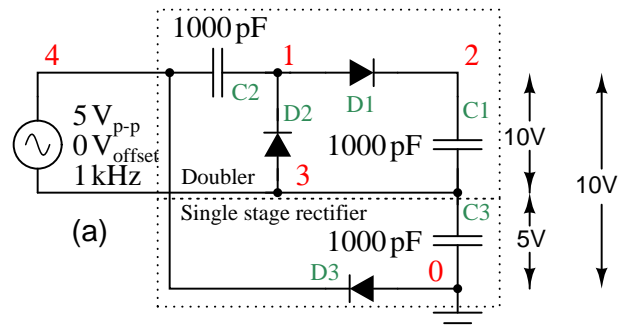 4
1000 pF
1
2
C2
D1
C1
D2
5 Vp-p
0 Voffset
1 kHz
1000 pF
10V
10V
3
Doubler
Single stage rectifier
C3
(a)
1000 pF
5V
D3
0